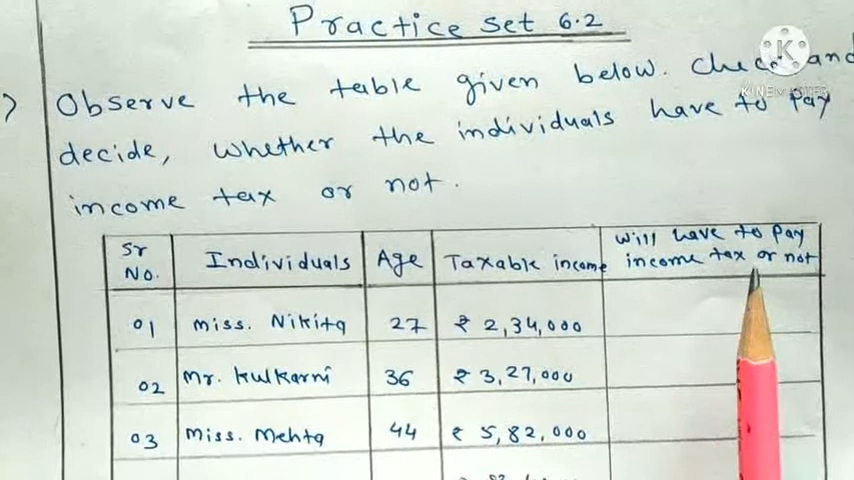 Practice set 6.2
Observe the table given below. Check and
decide, whether the individuals have to pay
income tax or not.
Sr No. Individuals Age Taxable income Will have to pay income tax or not
01 Miss. Nikita 27 ₹ 2,34,000
02 Mr. Kulkarni 36 ₹ 3,27,000
03 Miss. Mehta 44 ₹ 5,82,000
KINEMASTER